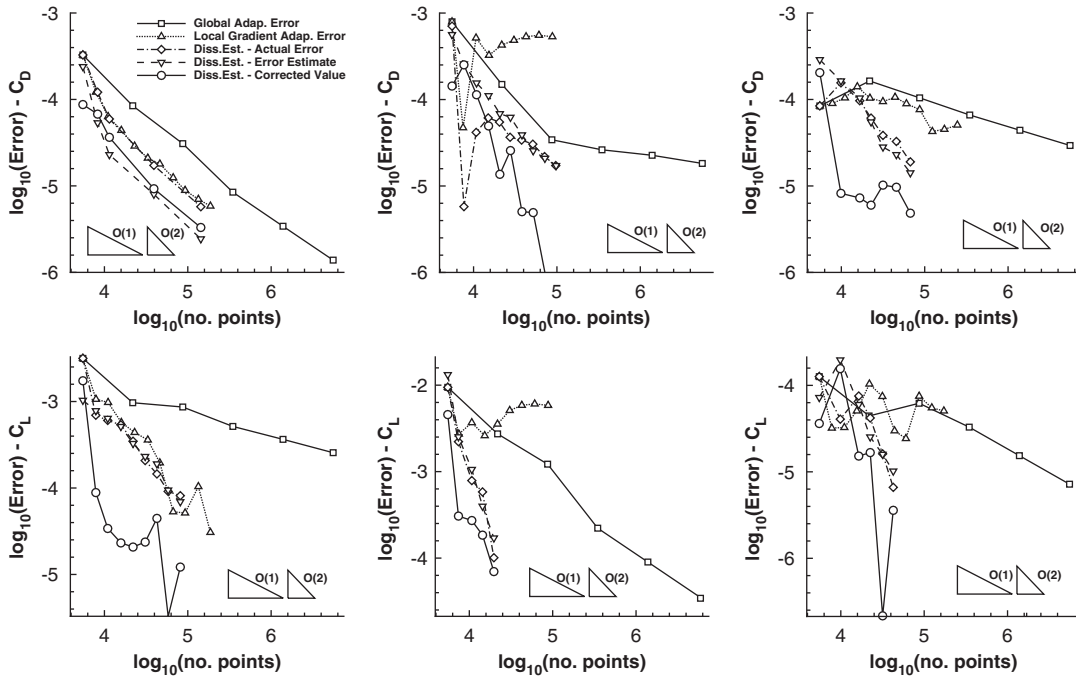 -3
-4
-5
-6
4
5
6
log10(Error) - CD
log10(no. points)
Global Adap. Error
Local Gradient Adap. Error
Diss.Est. - Actual Error
Diss.Est. - Error Estimate
Diss.Est. - Corrected Value
O(1)
O(2)
-3
-4
-5
-6
4
5
6
log10(Error) - CD
log10(no. points)
O(1)
O(2)
-3
-4
-5
-6
4
5
6
log10(Error) - CD
log10(no. points)
O(1)
O(2)
-3
-4
-5
4
5
6
log10(Error) - CL
log10(no. points)
O(1)
O(2)
-2
-3
-4
4
5
6
log10(Error) - CL
log10(no. points)
O(1)
O(2)
-4
-5
-6
4
5
6
log10(Error) - CL
log10(no. points)
O(1)
O(2)